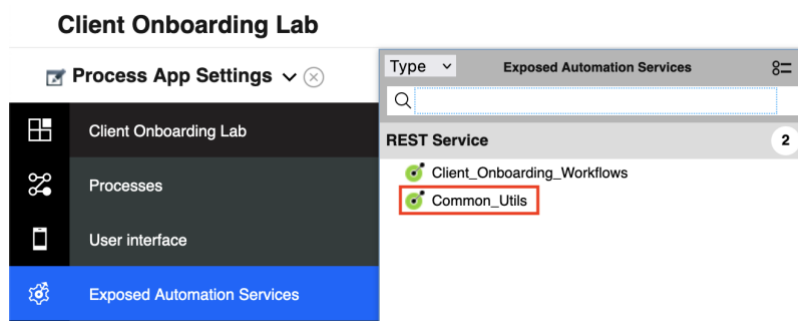 Client Onboarding Lab
Process App Settings
Type
Exposed Automation Services
Client Onboarding Lab
REST Service 2
Processes
Client_Onboarding_Workflows
Common_Utils
User interface
Exposed Automation Services